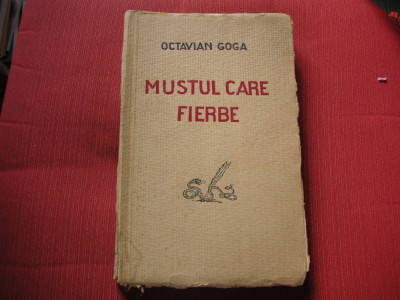 OCTAVIAN GOGA
MUSTUL CARE
FIERBE